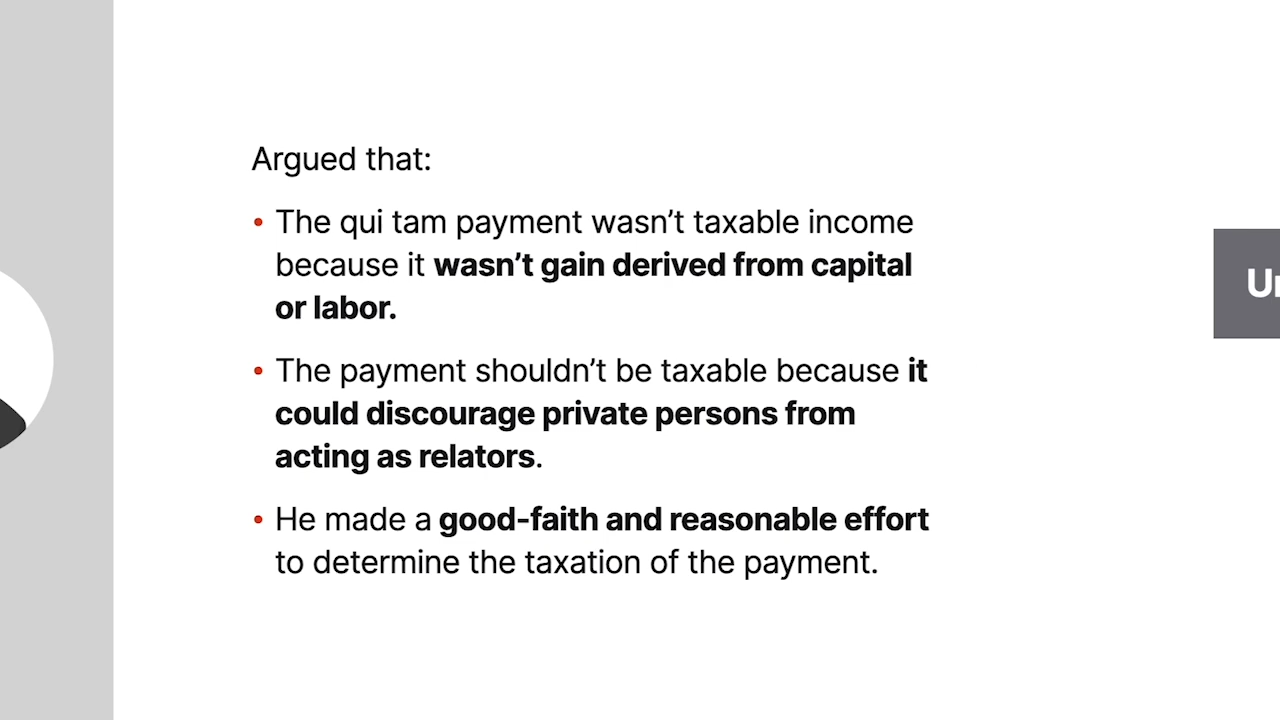 Argued that:
• The qui tam payment wasn’t taxable income
because it wasn’t gain derived from capital
or labor.
• The payment shouldn’t be taxable because it
could discourage private persons from
acting as relators.
• He made a good-faith and reasonable effort
to determine the taxation of the payment.